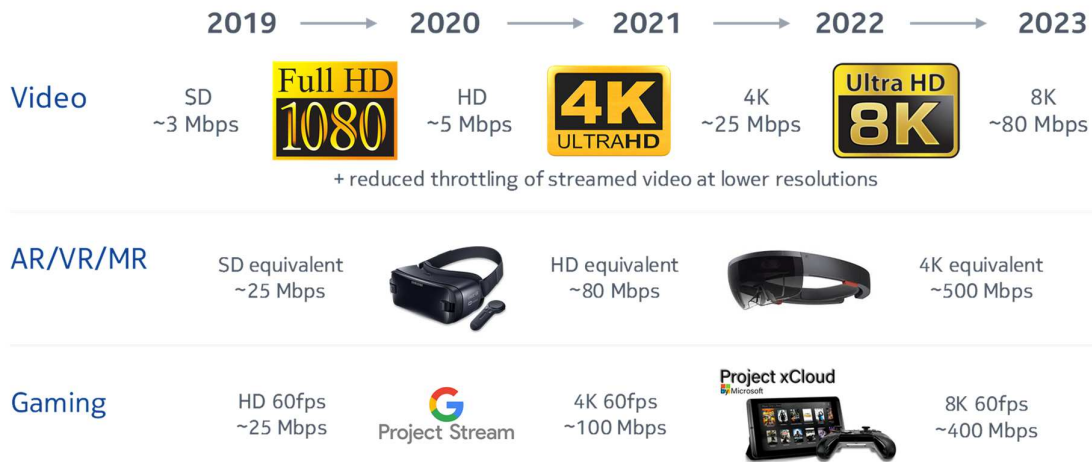 2019 2020 2021 2022 2023
Video
SD
~3 Mbps
Full HD
1080
HD
~5 Mbps
4K
ULTRAHD
4K
~25 Mbps
Ultra HD
8K
8K
~80 Mbps
+ reduced throttling of streamed video at lower resolutions
AR/VR/MR
SD equivalent
~25 Mbps
HD equivalent
~80 Mbps
4K equivalent
~500 Mbps
Gaming
HD 60fps
~25 Mbps
G
Project Stream
4K 60fps
~100 Mbps
Project xCloud
by Microsoft
8K 60fps
~400 Mbps